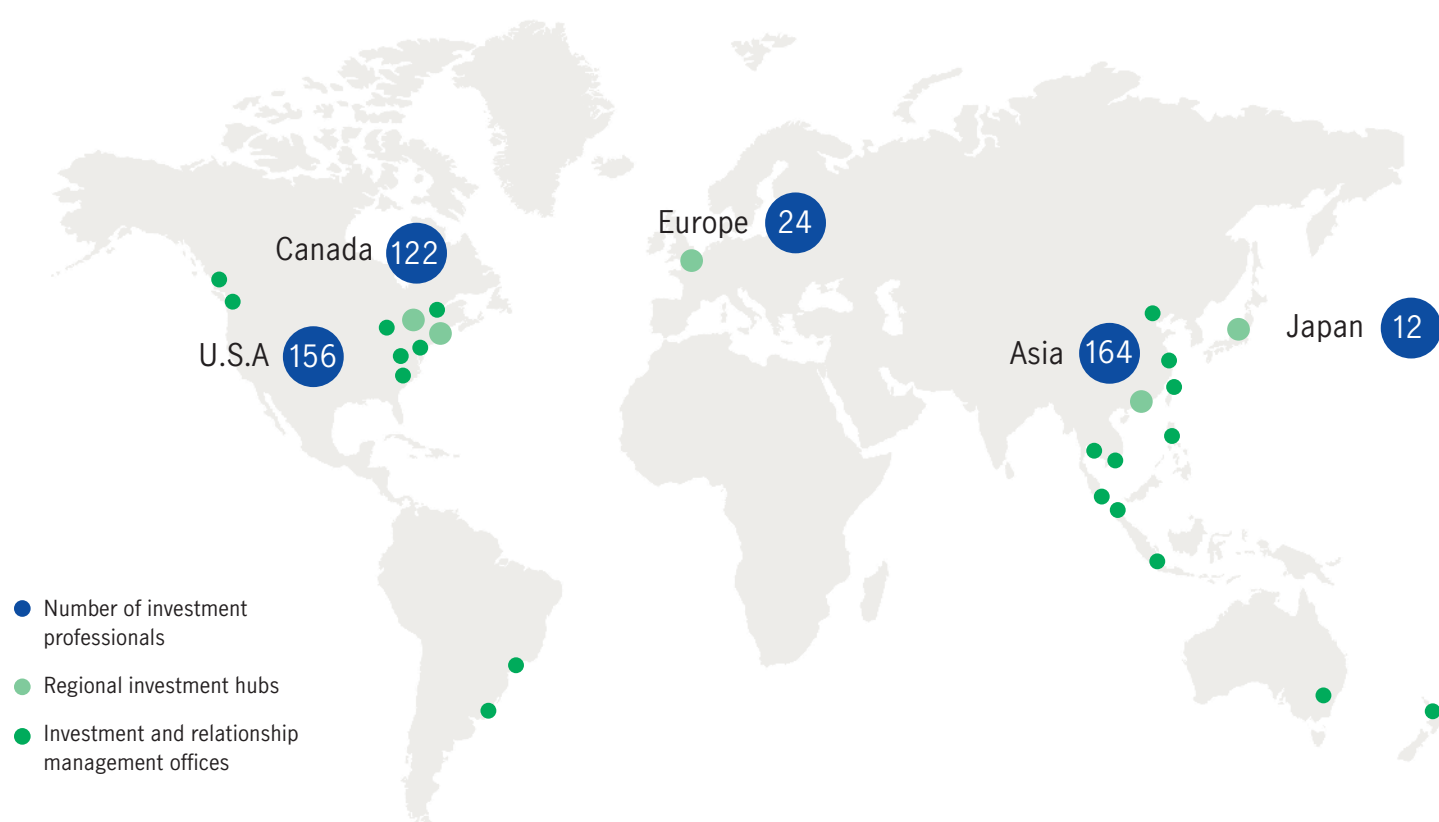 Europe 24
Canada 122
Japan 12
U.S.A 156
Asia 164
Number of investment
professionals
Regional investment hubs
Investment and relationship
management offices